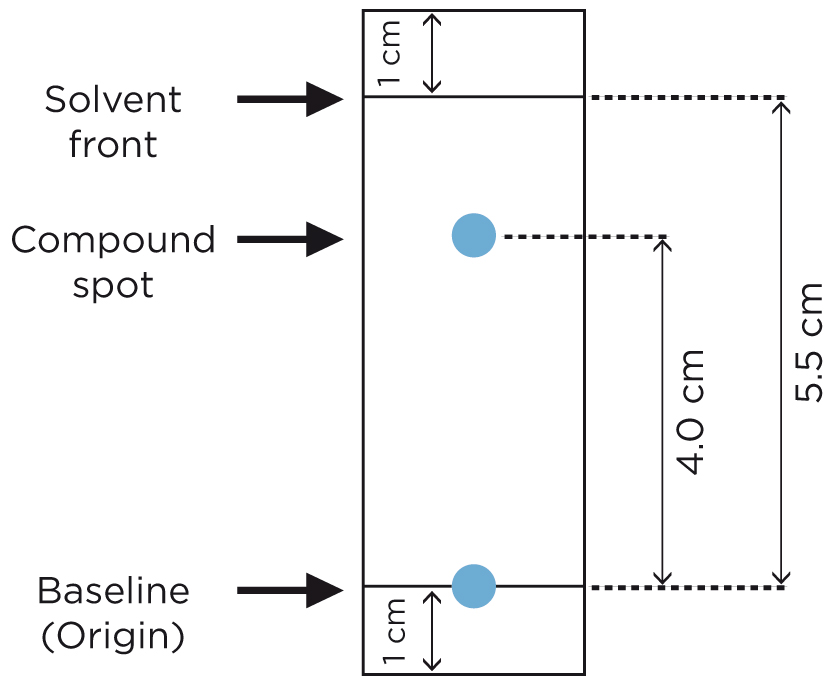 1 cm
Solvent
front
Compound
spot
5.5 cm
4.0 cm
Baseline
(Origin)
1 cm